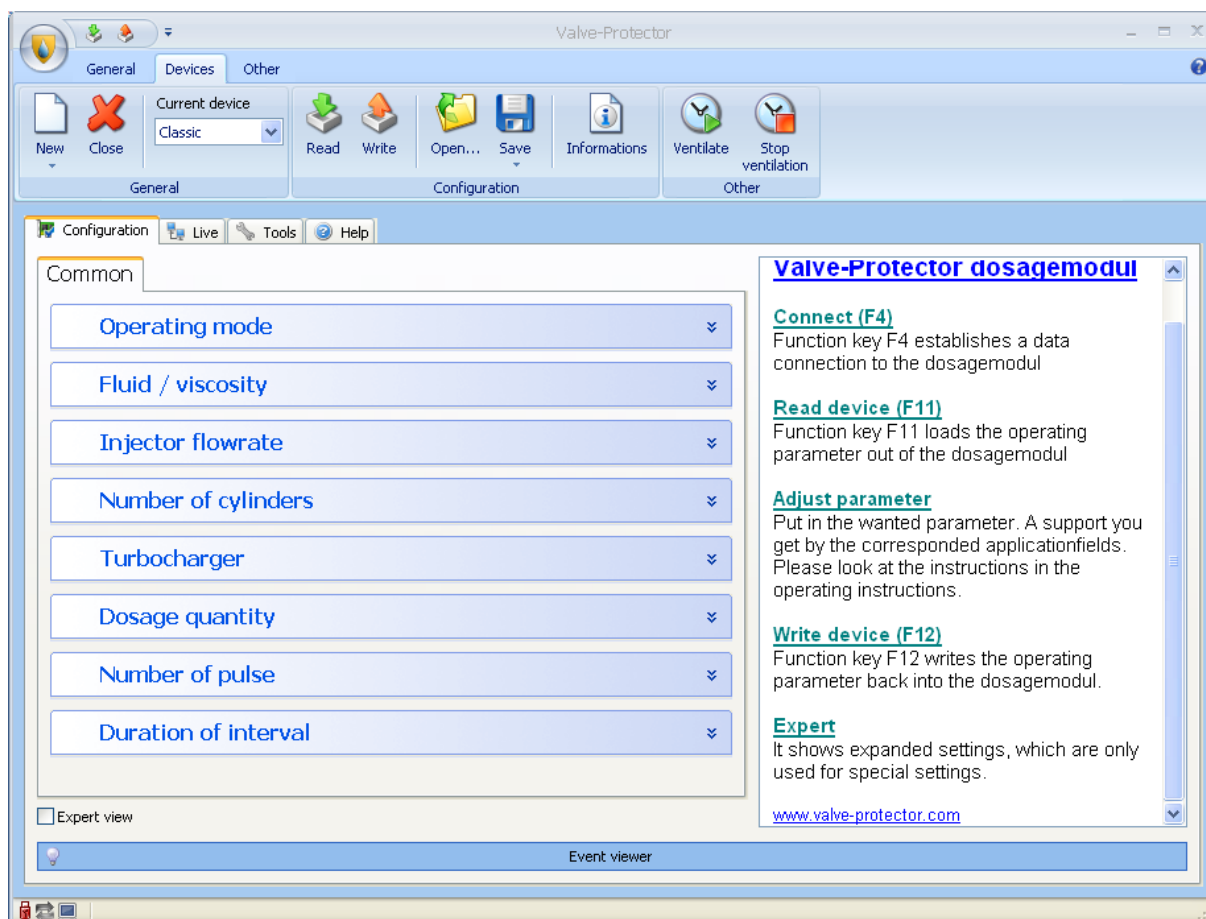 Valve-Protector
General Devices Other
New
Close
Current device
Classic
Read
Write
Open...
Save
Informations
Ventilate
Stop
ventilation
General
Configuration
Other
Configuration Live Tools Help
Common
Operating mode
Fluid / viscosity
Injector flowrate
Number of cylinders
Turbocharger
Dosage quantity
Number of pulse
Duration of interval
Expert view
Valve-Protector dosagemodul
Connect (F4)
Function key F4 establishes a data
connection to the dosagemodul
Read device (F11)
Function key F11 loads the operating
parameter out of the dosagemodul
Adjust parameter
Put in the wanted parameter. A support you
get by the corresponded applicationfields.
Please look at the instructions in the
operating instructions.
Write device (F12)
Function key F12 writes the operating
parameter back into the dosagemodul.
Expert
It shows expanded settings, which are only
used for special settings.
www.valve-protector.com
Event viewer